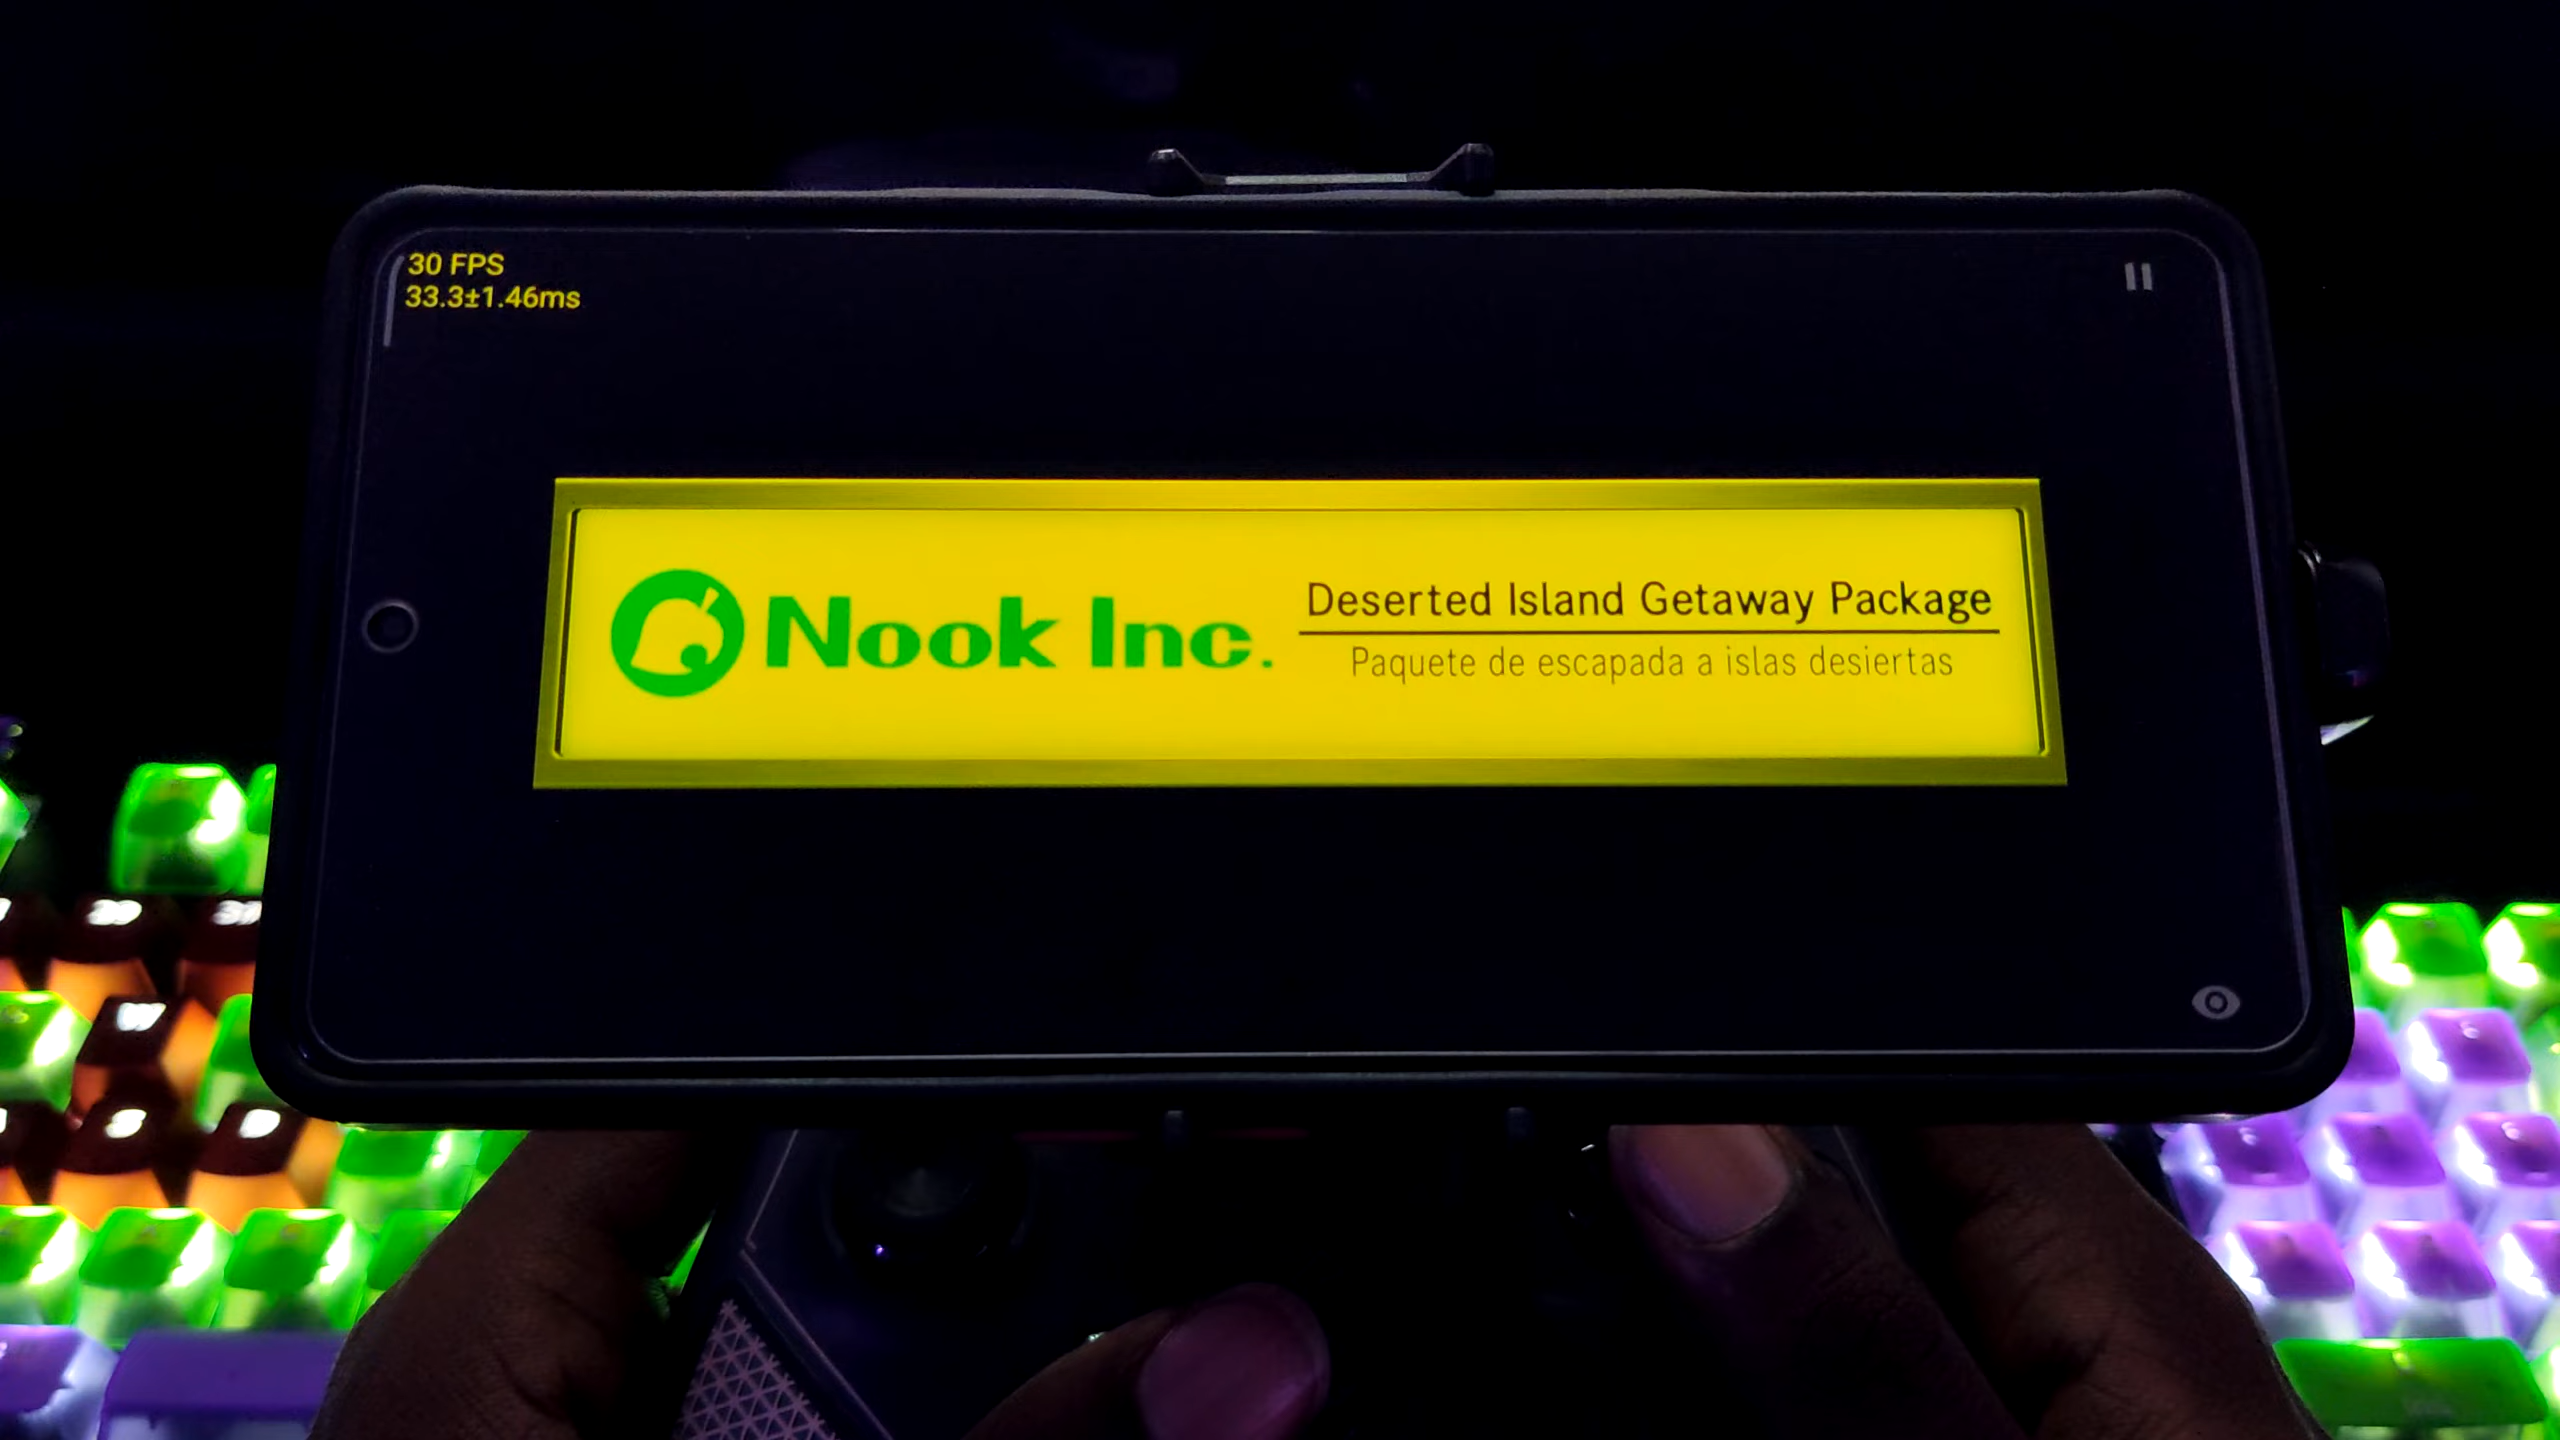 30 FPS
33.3±1.46ms
Nook Inc.
Deserted Island Getaway Package
Paquete de escapada a islas desiertas
W
S